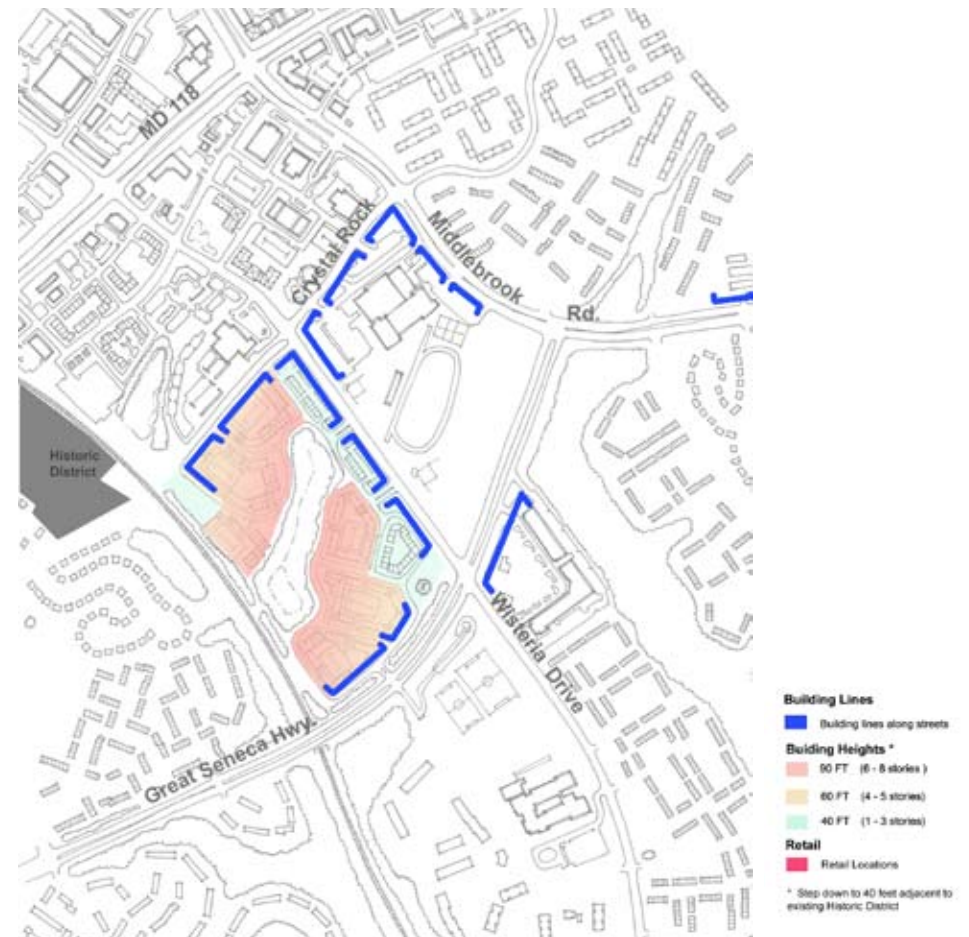 MD 118
Crystal Rock
Middlebrook
Rd.
Historic
District
Wisteria Drive
Great Seneca Hwy.
Building Lines
Building lines along streets
Buiding Heights *
90 FT (6 - 8 stories )
60 FT (4 - 5 stories)
40 FT (1 - 3 stories)
Retail
Retail Locations
* Step down to 40 feet adjacent to
existing Historic District